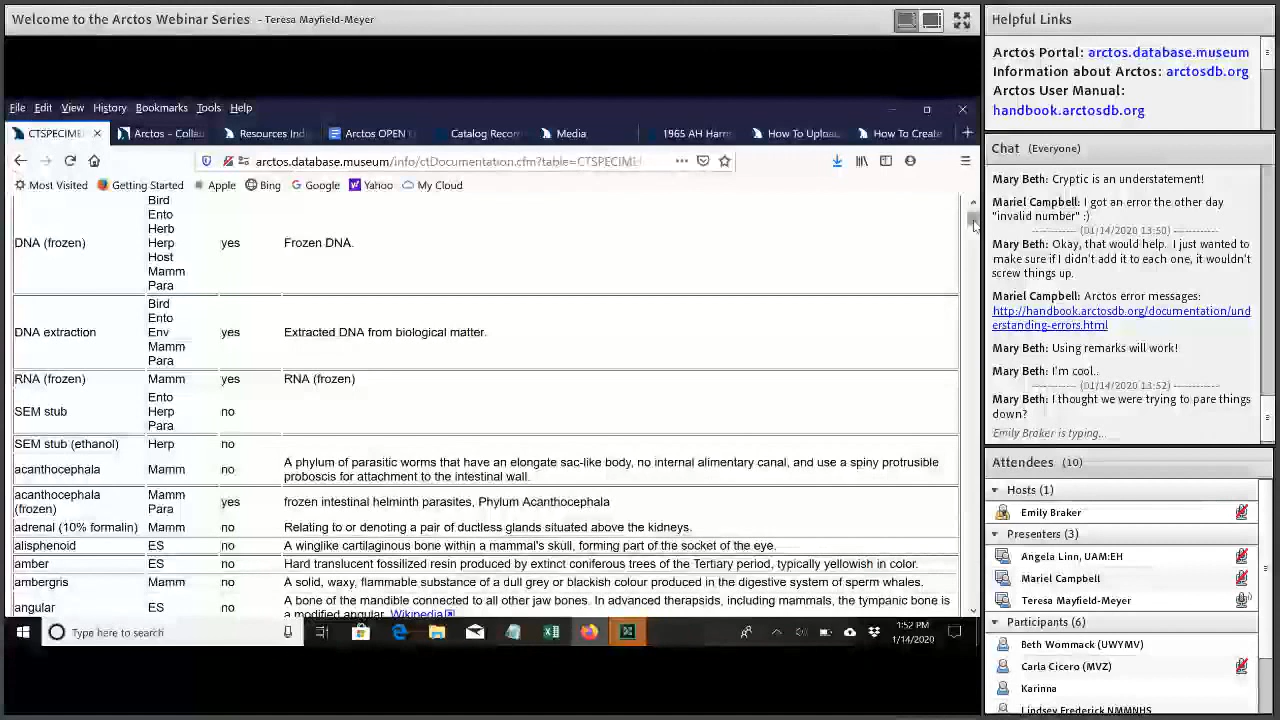 Welcome to the Arctos Webinar Series - Teresa Mayfield-Meyer
File Edit View History Bookmarks Tools Help
CTSPECIME
Arctos – Collab
Resources Ind
Arctos OPEN
Catalog Recor
Media
1965 AH Harri
How To Uploa
How To Create
arctos.database.museum/info/ctDocumentation.cfm?table=CTSPECIM
Most Visited Getting Started Apple Bing Google Yahoo My Cloud
DNA (frozen)
Bird
Ento
Herb
Herp
Host
Mamm
Para
yes
Frozen DNA.
DNA extraction
Bird
Ento
Env
Mamm
Para
yes
Extracted DNA from biological matter.
RNA (frozen) Mamm yes RNA (frozen)
SEM stub
Ento
Herp
Para
no
SEM stub (ethanol) Herp no
acanthocephala Mamm no
A phylum of parasitic worms that have an elongate sac-like body, no internal alimentary canal, and use a spiny protrusible
proboscis for attachment to the intestinal wall.
acanthocephala
(frozen)
Mamm
Para
yes
frozen intestinal helminth parasites, Phylum Acanthocephala
adrenal (10% formalin) Mamm no Relating to or denoting a pair of ductless glands situated above the kidneys.
alisphenoid ES no A winglike cartilaginous bone within a mammal's skull, forming part of the socket of the eye.
amber ES no Hard translucent fossilized resin produced by extinct coniferous trees of the Tertiary period, typically yellowish in color.
ambergris Mamm no A solid, waxy, flammable substance of a dull grey or blackish colour produced in the digestive system of sperm whales.
angular ES no
A bone of the mandible connected to all other jaw bones. In advanced therapsids, including mammals, the tympanic bone is
a modified angular. Wikipedia
Type here to search
1:52 PM
1/14/2020
Helpful Links
Arctos Portal: arctos.database.museum
Information about Arctos: arctosdb.org
Arctos User Manual:
handbook.arctosdb.org
Chat (Everyone)
Mary Beth: Cryptic is an understatement!
Mariel Campbell: I got an error the other day
"invalid number" :)
------------ (01/14/2020 13:50) ------------
Mary Beth: Okay, that would help. I just wanted to
make sure if I didn't add it to each one, it wouldn't
screw things up.
Mariel Campbell: Arctos error messages:
http://handbook.arctosdb.org/documentation/und
erstanding-errors.html
Mary Beth: Using remarks will work!
Mary Beth: I'm cool..
------------ (01/14/2020 13:52) ------------
Mary Beth: I thought we were trying to pare things
down?
Emily Braker is typing...
Attendees (10)
Hosts (1)
Emily Braker
Presenters (3)
Angela Linn, UAM:EH
Mariel Campbell
Teresa Mayfield-Meyer
Participants (6)
Beth Wommack (UWYMV)
Carla Cicero (MVZ)
Karinna
Lindsey Frederick NMMNHS